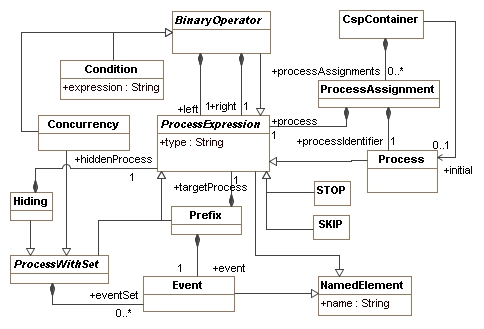 BinaryOperator
CspContainer
Condition
+expression : String
+processAssignments
0..*
ProcessAssignment
+left
1
+right
1
Concurrency
ProcessExpression
+type : String
+process
1
+processIdentifier
1
0..1
+hiddenProcess
1
Process
+initial
+targetProcess
1
STOP
Hiding
Prefix
SKIP
ProcessWithSet
1
+event
+eventSet
0..*
Event
NamedElement
+name : String